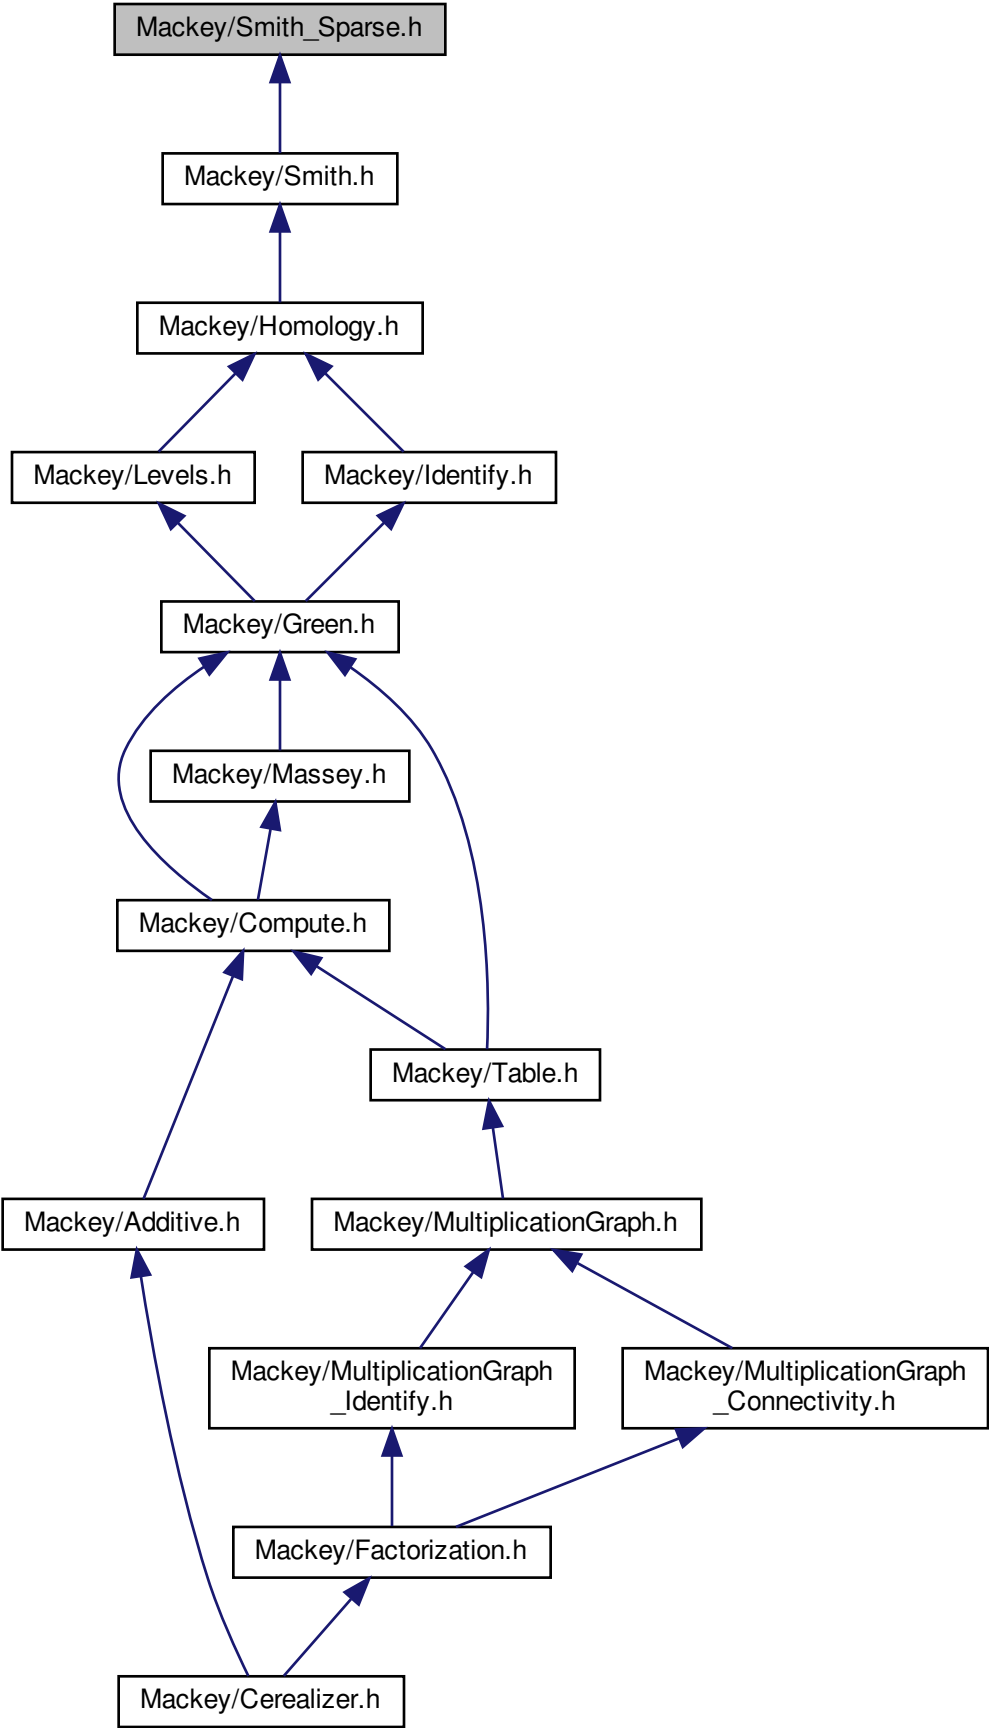 Mackey/Smith_Sparse.h
Mackey/Smith.h
Mackey/Homology.h
Mackey/Levels.h
Mackey/Identify.h
Mackey/Green.h
Mackey/Massey.h
Mackey/Compute.h
Mackey/Table.h
Mackey/Additive.h
Mackey/MultiplicationGraph.h
Mackey/MultiplicationGraph
_Identify.h
Mackey/MultiplicationGraph
_Connectivity.h
Mackey/Factorization.h
Mackey/Cerealizer.h